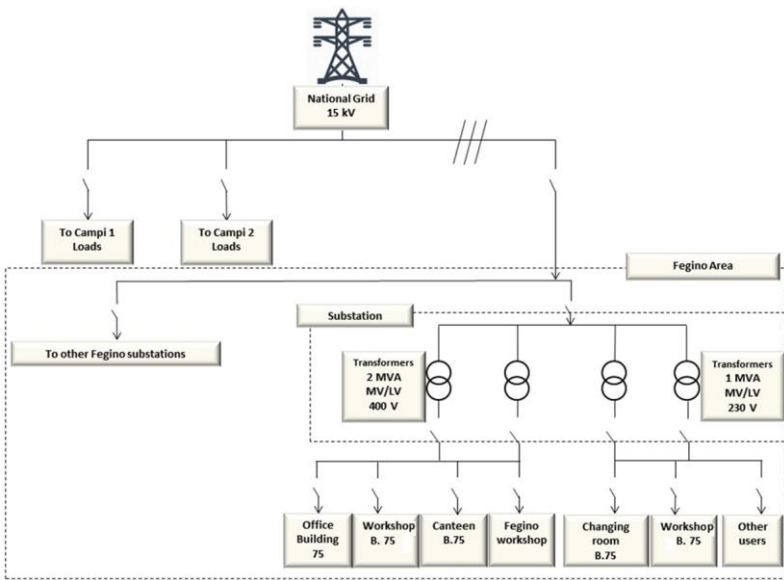 National Grid
15 kV
To Campi 1
Loads
To Campi 2
Loads
Fegino Area
Substation
To other Fegino substations
Transformers
2 MVA
MV/LV
400 V
Transformers
1 MVA
MV/LV
230 V
Office
Building
75
Workshop
B. 75
Canteen
B.75
Fegino
workshop
Changing
room
B.75
Workshop
B. 75
Other
users